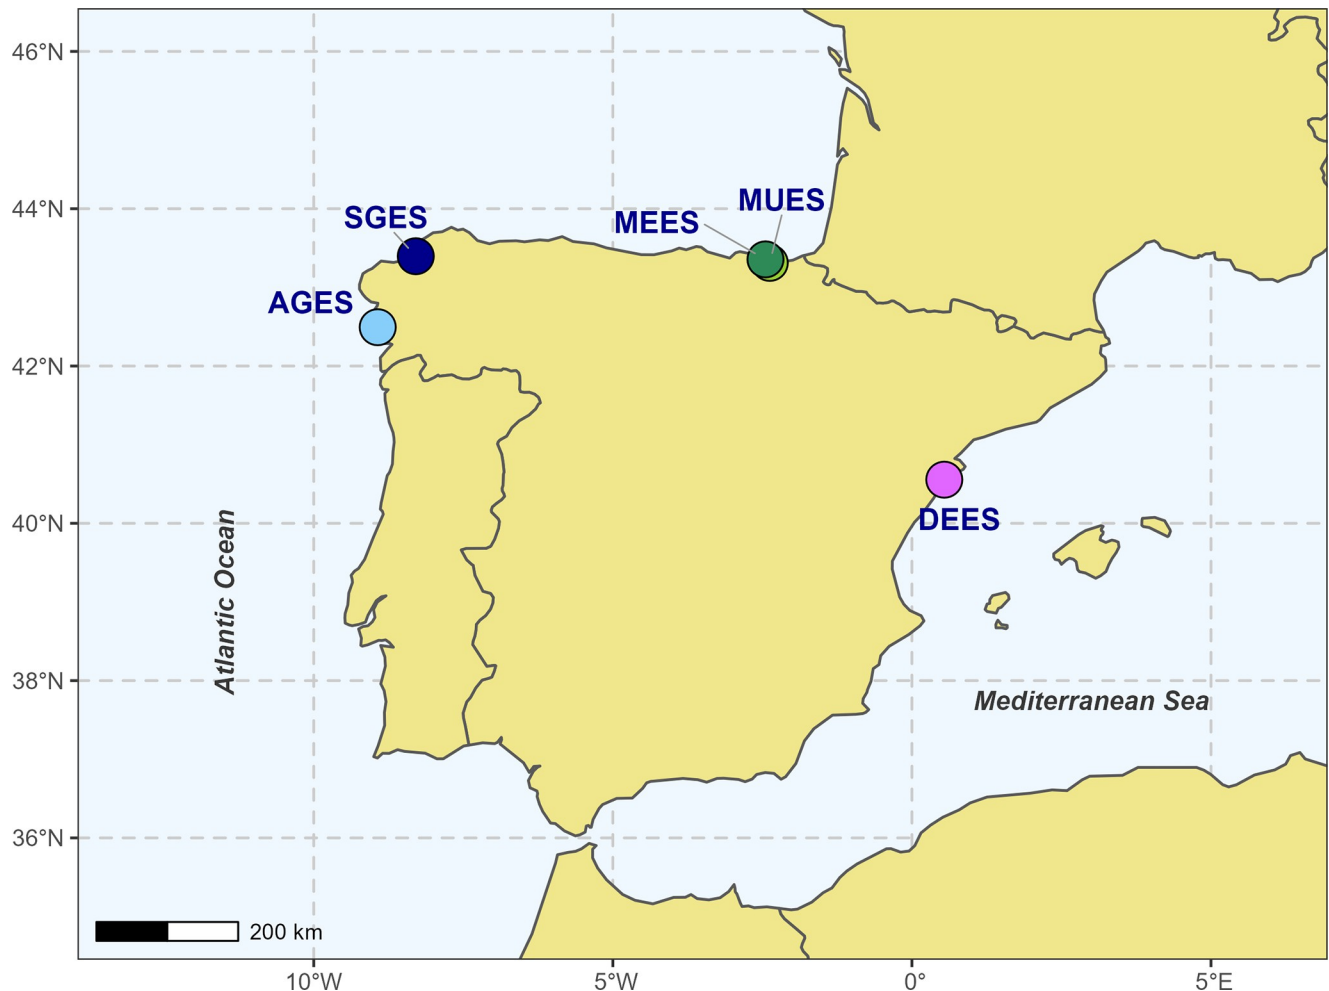 46°N
44°N
42°N
40°N
38°N
36°N
SGES
MEES
MUES
AGES
DEES
Atlantic Ocean
Mediterranean Sea
200 km
10°W
5°W
0°
5°E